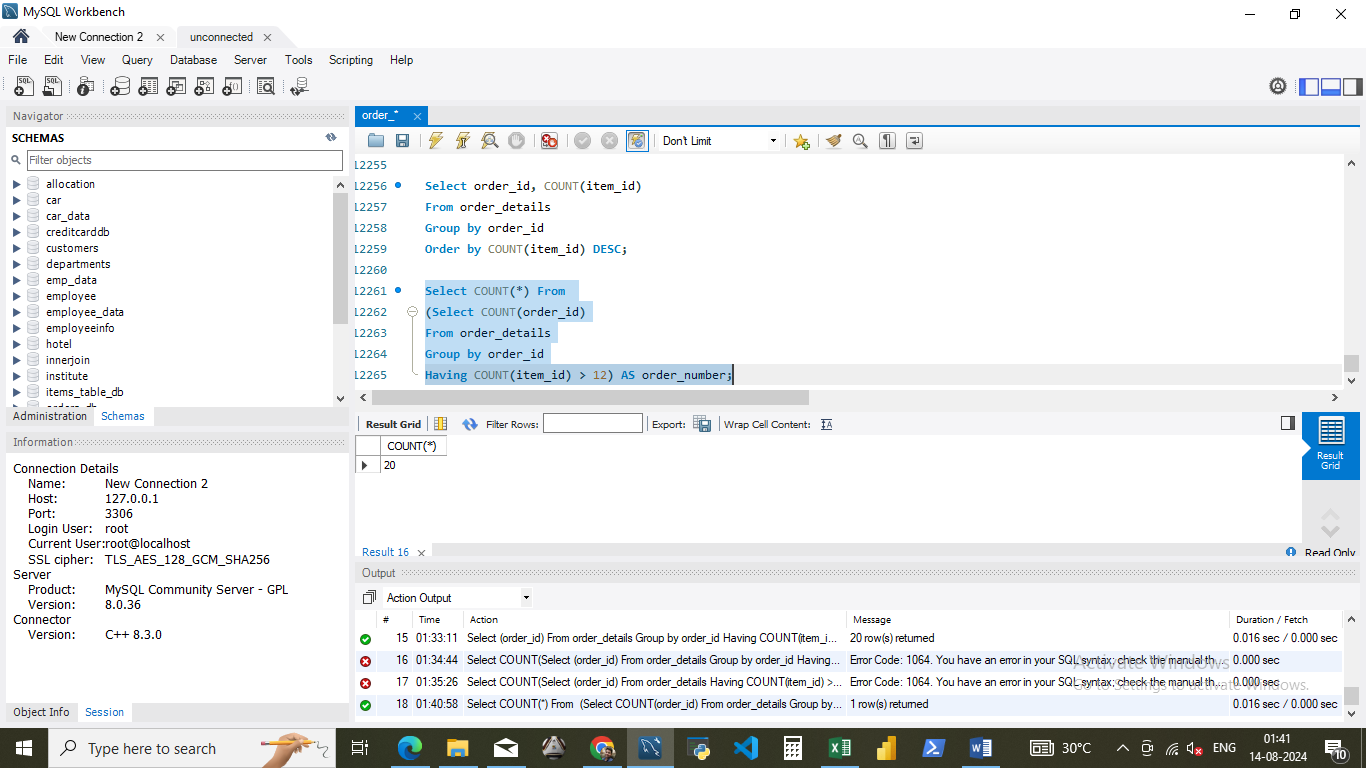 MySQL Workbench
New Connection 2
unconnected
File Edit View Query Database Server Tools Scripting Help
Navigator
SCHEMAS
Filter objects
allocation
car
car_data
creditcarddb
customers
departments
emp_data
employee
employee_data
employeeinfo
hotel
innerjoin
institute
items_table_db
Administration Schemas
Information
Connection Details
Name: New Connection 2
Host: 127.0.0.1
Port: 3306
Login User: root
Current User:root@localhost
SSL cipher: TLS_AES_128_GCM_SHA256
Server
Product: MySQL Community Server - GPL
Version: 8.0.36
Connector
Version: C++ 8.3.0
Object Info Session
order_*
Don't Limit
12255
12256 Select order_id, COUNT(item_id)
12257 From order_details
12258 Group by order_id
12259 Order by COUNT(item_id) DESC;
12260
12261 Select COUNT(*) From
12262 (Select COUNT(order_id)
12263 From order_details
12264 Group by order_id
12265 Having COUNT(item_id) > 12) AS order_number;
Result Grid Filter Rows: Export: Wrap Cell Content:
COUNT(*)
20
Result
Grid
Result 16
Read Only
Output
Action Output
# Time Action Message Duration / Fetch
15 01:33:11 Select (order_id) From order_details Group by order_id Having COUNT(item_i... 20 row(s) returned 0.016 sec / 0.000 sec
16 01:34:44 Select COUNT(Select (order_id) From order_details Group by order_id Having... Error Code: 1064. You have an error in your SQL syntax; check the manual th... 0.000 sec
17 01:35:26 Select COUNT(Select (order_id) From order_details Having COUNT(item_id) >... Error Code: 1064. You have an error in your SQL syntax; check the manual th... 0.000 sec
18 01:40:58 Select COUNT(*) From (Select COUNT(order_id) From order_details Group by... 1 row(s) returned 0.016 sec / 0.000 sec
Activate Windows
Go to Settings to activate Windows.
Type here to search
30°C
ENG
01:41
14-08-2024
10